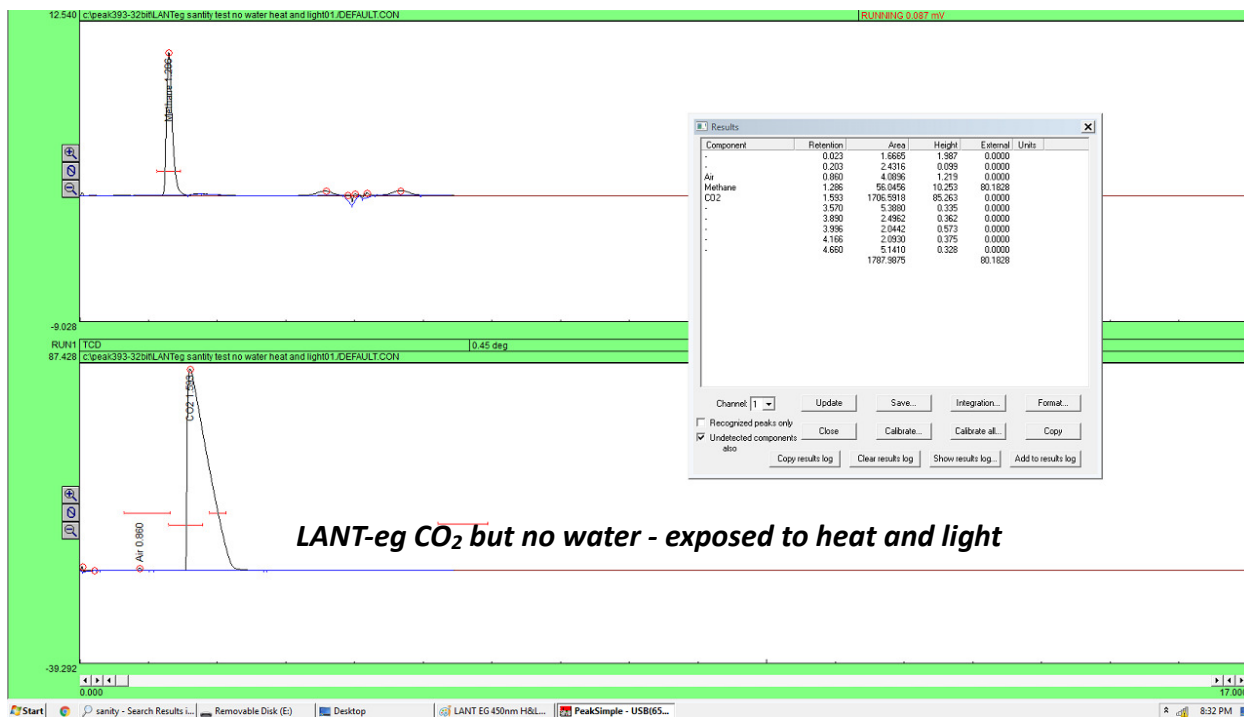 12.540 c:\peak393-32bit\LANTeg santity test no water heat and light01./DEFAULT.CON RUNNING 0.087 mV
Methane 1.286
-9.028
RUN1 TCD 0.45 deg
87.428 c:\peak393-32bit\LANTeg santity test no water heat and light01./DEFAULT.CON
CO2 1.593
Air 0.860
LANT-eg CO₂ but no water - exposed to heat and light
-39.292
0.000 17.000
Results
Component Retention Area Height External Units
- 0.023 1.6665 1.987 0.0000
- 0.203 2.4316 0.099 0.0000
Air 0.860 4.0896 1.219 0.0000
Methane 1.286 56.0456 10.253 80.1828
CO2 1.593 1706.5918 85.263 0.0000
- 3.570 5.3880 0.335 0.0000
- 3.890 2.4962 0.362 0.0000
- 3.996 2.0442 0.573 0.0000
- 4.166 2.0930 0.375 0.0000
- 4.660 5.1410 0.328 0.0000
1787.9875 80.1828
Channel: 1 Update Save... Integration... Format...
Recognized peaks only
Undetected components also
Close Calibrate... Calibrate all... Copy
Copy results log Clear results log Show results log... Add to results log
Start sanity - Search Results i... Removable Disk (E:) Desktop LANT EG 450nm H&L... PeakSimple - USB(65... 8:32 PM